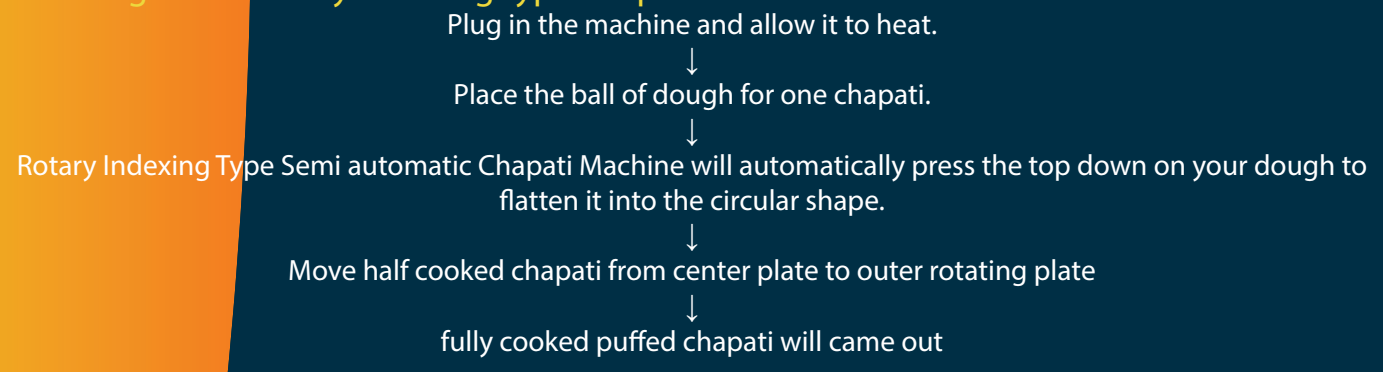 Plug in the machine and allow it to heat.
↓
Place the ball of dough for one chapati.
↓
Rotary Indexing Type Semi automatic Chapati Machine will automatically press the top down on your dough to
flatten it into the circular shape.
↓
Move half cooked chapati from center plate to outer rotating plate
↓
fully cooked puffed chapati will came out